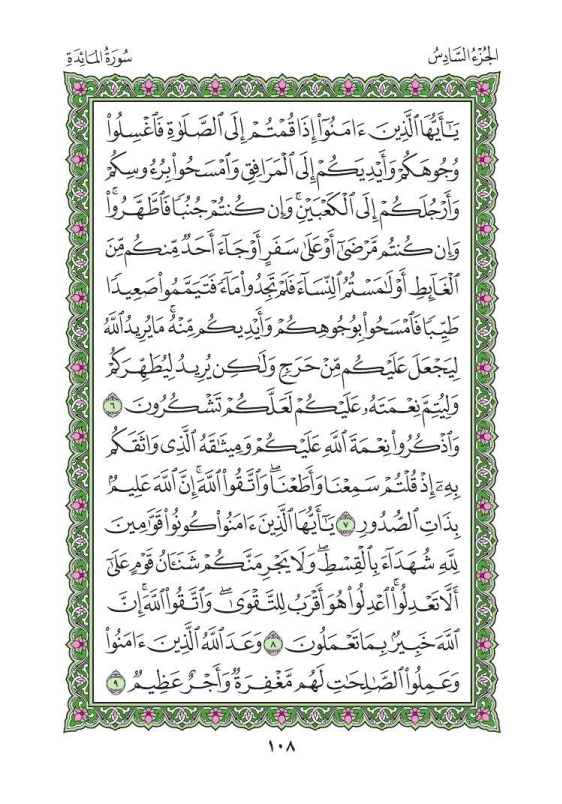 الجزء السادس
سورة المائدة
يَٰٓأَيُّهَا ٱلَّذِينَ ءَامَنُوٓا۟ إِذَا قُمْتُمْ إِلَى ٱلصَّلَوٰةِ فَٱغْسِلُوا۟
وُجُوهَكُمْ وَأَيْدِيَكُمْ إِلَى ٱلْمَرَافِقِ وَٱمْسَحُوا۟ بِرُءُوسِكُمْ
وَأَرْجُلَكُمْ إِلَى ٱلْكَعْبَيْنِ ۚ وَإِن كُنتُمْ جُنُبًا فَٱطَّهَّرُوا۟ ۚ
وَإِن كُنتُم مَّرْضَىٰٓ أَوْ عَلَىٰ سَفَرٍ أَوْ جَآءَ أَحَدٌ مِّنكُم مِّنَ
ٱلْغَآئِطِ أَوْ لَٰمَسْتُمُ ٱلنِّسَآءَ فَلَمْ تَجِدُوا۟ مَآءً فَتَيَمَّمُوا۟ صَعِيدًا
طَيِّبًا فَٱمْسَحُوا۟ بِوُجُوهِكُمْ وَأَيْدِيكُم مِّنْهُ ۚ مَا يُرِيدُ ٱللَّهُ
لِيَجْعَلَ عَلَيْكُم مِّنْ حَرَجٍ وَلَٰكِن يُرِيدُ لِيُطَهِّرَكُمْ
وَلِيُتِمَّ نِعْمَتَهُۥ عَلَيْكُمْ لَعَلَّكُمْ تَشْكُرُونَ ٦
وَٱذْكُرُوا۟ نِعْمَةَ ٱللَّهِ عَلَيْكُمْ وَمِيثَٰقَهُ ٱلَّذِى وَاثَقَكُم
بِهِۦٓ إِذْ قُلْتُمْ سَمِعْنَا وَأَطَعْنَا ۖ وَٱتَّقُوا۟ ٱللَّهَ ۚ إِنَّ ٱللَّهَ عَلِيمٌۢ
بِذَاتِ ٱلصُّدُورِ ٧ يَٰٓأَيُّهَا ٱلَّذِينَ ءَامَنُوا۟ كُونُوا۟ قَوَّٰمِينَ
لِلَّهِ شُهَدَآءَ بِٱلْقِسْطِ ۖ وَلَا يَجْرِمَنَّكُمْ شَنَـَٔانُ قَوْمٍ عَلَىٰٓ
أَلَّا تَعْدِلُوا۟ ۚ ٱعْدِلُوا۟ هُوَ أَقْرَبُ لِلتَّقْوَىٰ ۖ وَٱتَّقُوا۟ ٱللَّهَ ۚ إِنَّ
ٱللَّهَ خَبِيرٌۢ بِمَا تَعْمَلُونَ ٨ وَعَدَ ٱللَّهُ ٱلَّذِينَ ءَامَنُوا۟
وَعَمِلُوا۟ ٱلصَّٰلِحَٰتِ لَهُم مَّغْفِرَةٌ وَأَجْرٌ عَظِيمٌ ٩
١٠٨